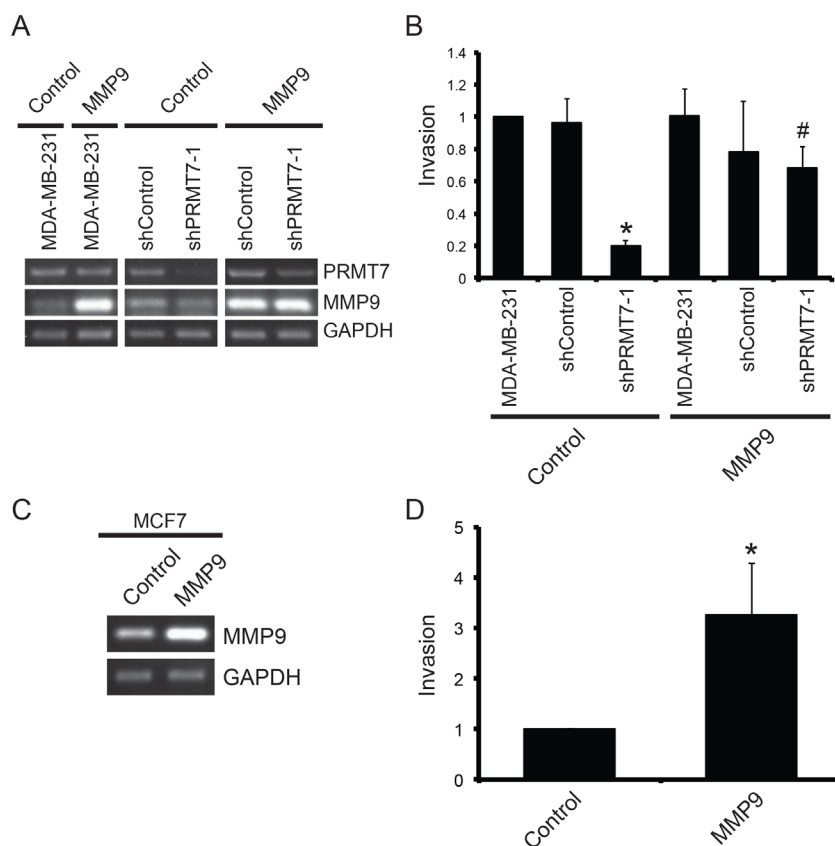 A
Control
MMP9
Control
MMP9
MDA-MB-231
MDA-MB-231
shControl
shPRMT7-1
shControl
shPRMT7-1
PRMT7
MMP9
GAPDH
B
Invasion
1.4
1.2
1
0.8
0.6
0.4
0.2
0
*
#
MDA-MB-231
shControl
shPRMT7-1
MDA-MB-231
shControl
shPRMT7-1
Control
MMP9
C
MCF7
Control
MMP9
MMP9
GAPDH
D
Invasion
5
4
3
2
1
0
*
Control
MMP9